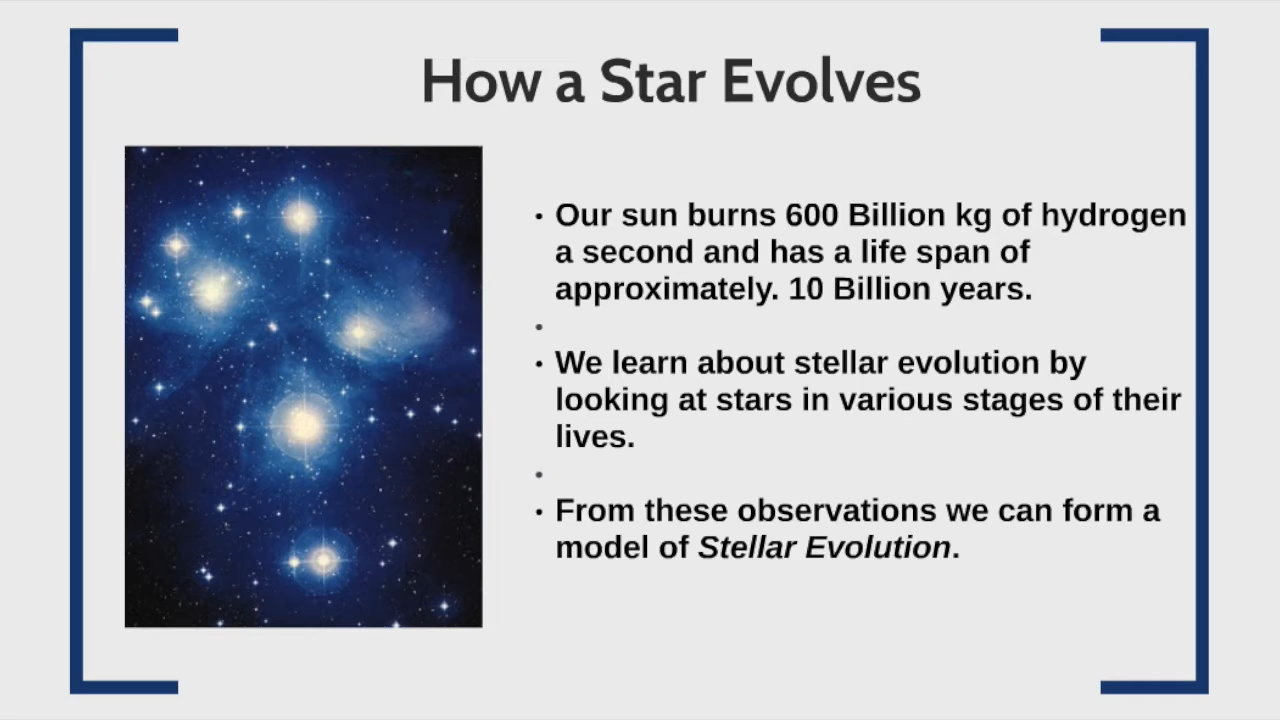 How a Star Evolves
• Our sun burns 600 Billion kg of hydrogen
a second and has a life span of
approximately. 10 Billion years.
•
• We learn about stellar evolution by
looking at stars in various stages of their
lives.
•
• From these observations we can form a
model of Stellar Evolution.